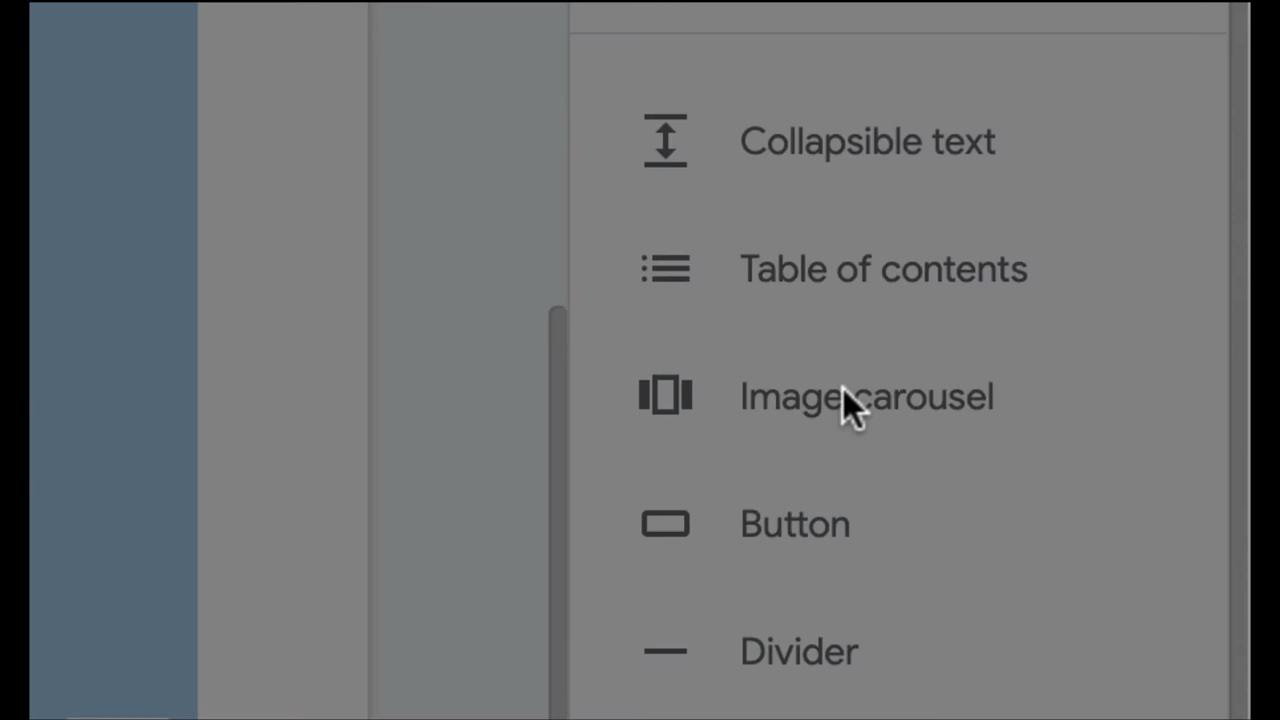 Collapsible text
Table of contents
Image carousel
Button
Divider